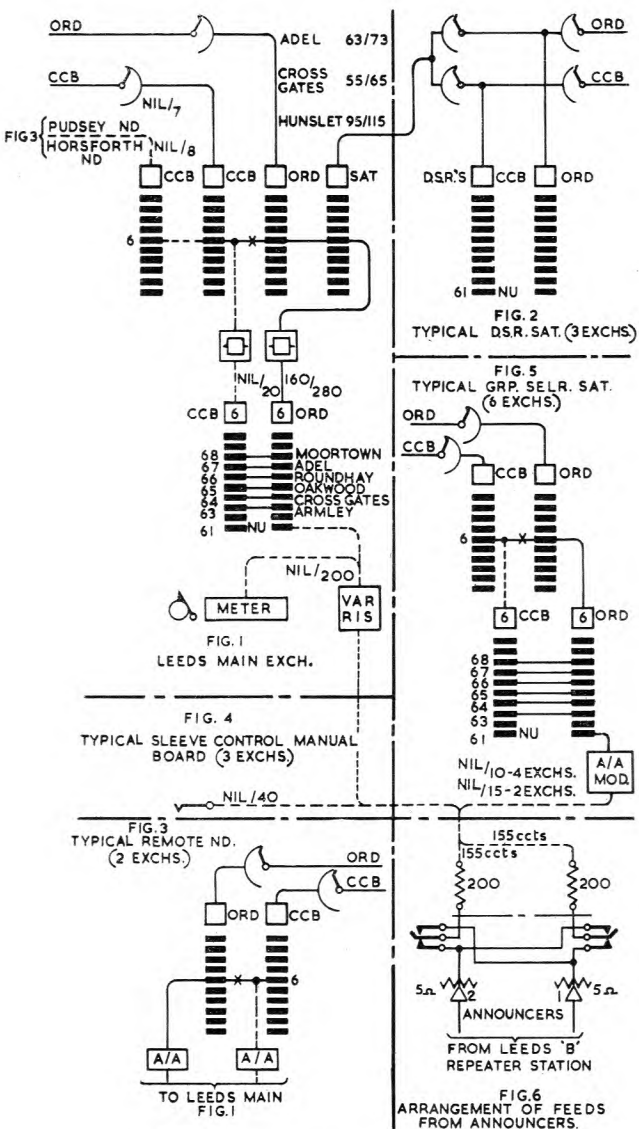 ORD
ADEL 63/73
CCB
CROSS GATES 55/65
NIL/7
FIG 3 { PUDSEY ND
HORSFORTH ND
NIL/8
HUNSLET 95/115
CCB
CCB
ORD
SAT
6
NIL/20
160/280
CCB 6
6 ORD
68 MOORTOWN
67 ADEL
66 ROUNDHAY
65 OAKWOOD
64 CROSS GATES
63 ARMLEY
61 NU
NIL/200
METER
VAR RIS
FIG. 1
LEEDS MAIN EXCH.
ORD
CCB
D.S.R'S CCB
ORD
61 NU
FIG. 2
TYPICAL D.S.R. SAT. (3 EXCHS.)
FIG. 5
TYPICAL GRP. SELR. SAT.
(6 EXCHS.)
ORD
CCB
CCB
ORD
6
6 CCB
6 ORD
68
67
66
65
64
63
61 NU
NIL/10-4 EXCHS.
NIL/15-2 EXCHS.
A/A MOD.
FIG. 4
TYPICAL SLEEVE CONTROL MANUAL
BOARD (3 EXCHS.)
NIL/40
FIG. 3
TYPICAL REMOTE ND.
(2 EXCHS.)
ORD
CCB
ORD
CCB
6
A/A
A/A
TO LEEDS MAIN
FIG. 1
155ccts
155ccts
200
200
5Ω
2
1
5Ω
ANNOUNCERS
FROM LEEDS 'B'
REPEATER STATION
FIG. 6
ARRANGEMENT OF FEEDS
FROM ANNOUNCERS.